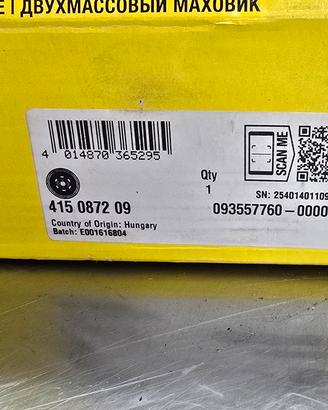 Е | ДВУХМАССОВЫЙ МАХОВИК
4 014870 365295
SCAN ME
Qty
1
SN: 25401401109
415 0872 09
093557760-0000
Country of Origin: Hungary
Batch: E001616804